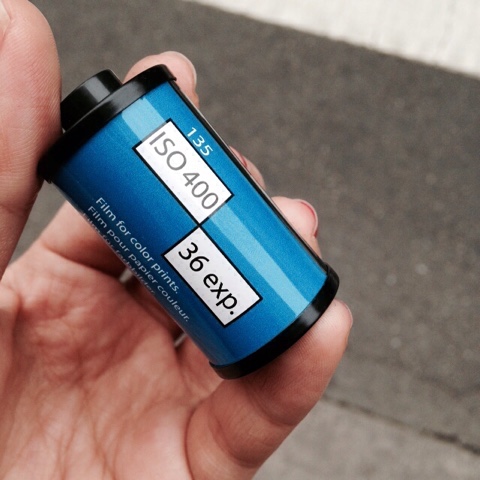 135
ISO 400
36 exp.
Film for color prints.
Film pour papier couleur.